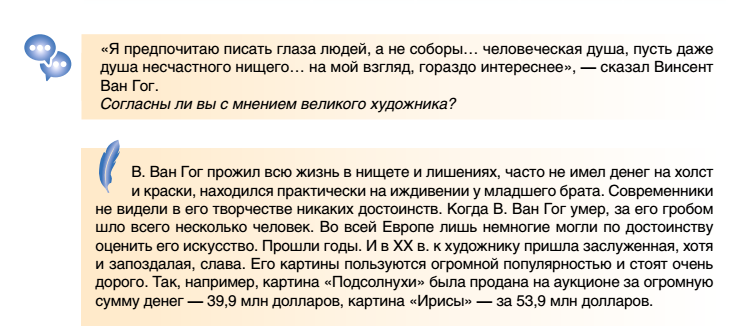 «Я предпочитаю писать глаза людей, а не соборы... человеческая душа, пусть даже
душа несчастного нищего... на мой взгляд, гораздо интереснее», — сказал Винсент
Ван Гог.
Согласны ли вы с мнением великого художника?
В. Ван Гог прожил всю жизнь в нищете и лишениях, часто не имел денег на холст
и краски, находился практически на иждивении у младшего брата. Современники
не видели в его творчестве никаких достоинств. Когда В. Ван Гог умер, за его гробом
шло всего несколько человек. Во всей Европе лишь немногие могли по достоинству
оценить его искусство. Прошли годы. И в XX в. к художнику пришла заслуженная, хотя
и запоздалая, слава. Его картины пользуются огромной популярностью и стоят очень
дорого. Так, например, картина «Подсолнухи» была продана на аукционе за огромную
сумму денег — 39,9 млн долларов, картина «Ирисы» — за 53,9 млн долларов.